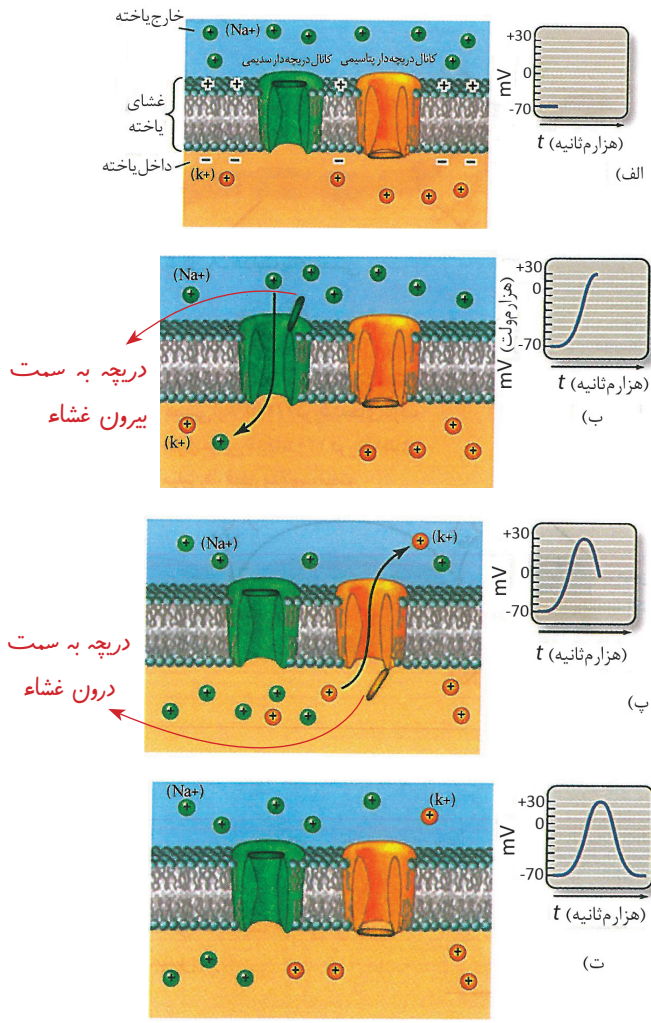 خارج‌یاخته
(Na+)
کانال دریچه‌دار سدیمی
کانال دریچه‌دار پتاسیمی
غشای
یاخته
داخل‌یاخته
(k+)
+30
0
-70
mV
t (هزارم‌ثانیه)
الف)
(Na+)
(k+)
دریچه به سمت
بیرون غشاء
+30
0
-70
mV (هزارم‌ولت)
t (هزارم‌ثانیه)
ب)
(Na+)
(k+)
دریچه به سمت
درون غشاء
+30
0
-70
mV
t (هزارم‌ثانیه)
پ)
(Na+)
(k+)
+30
0
-70
mV
t (هزارم‌ثانیه)
ت)